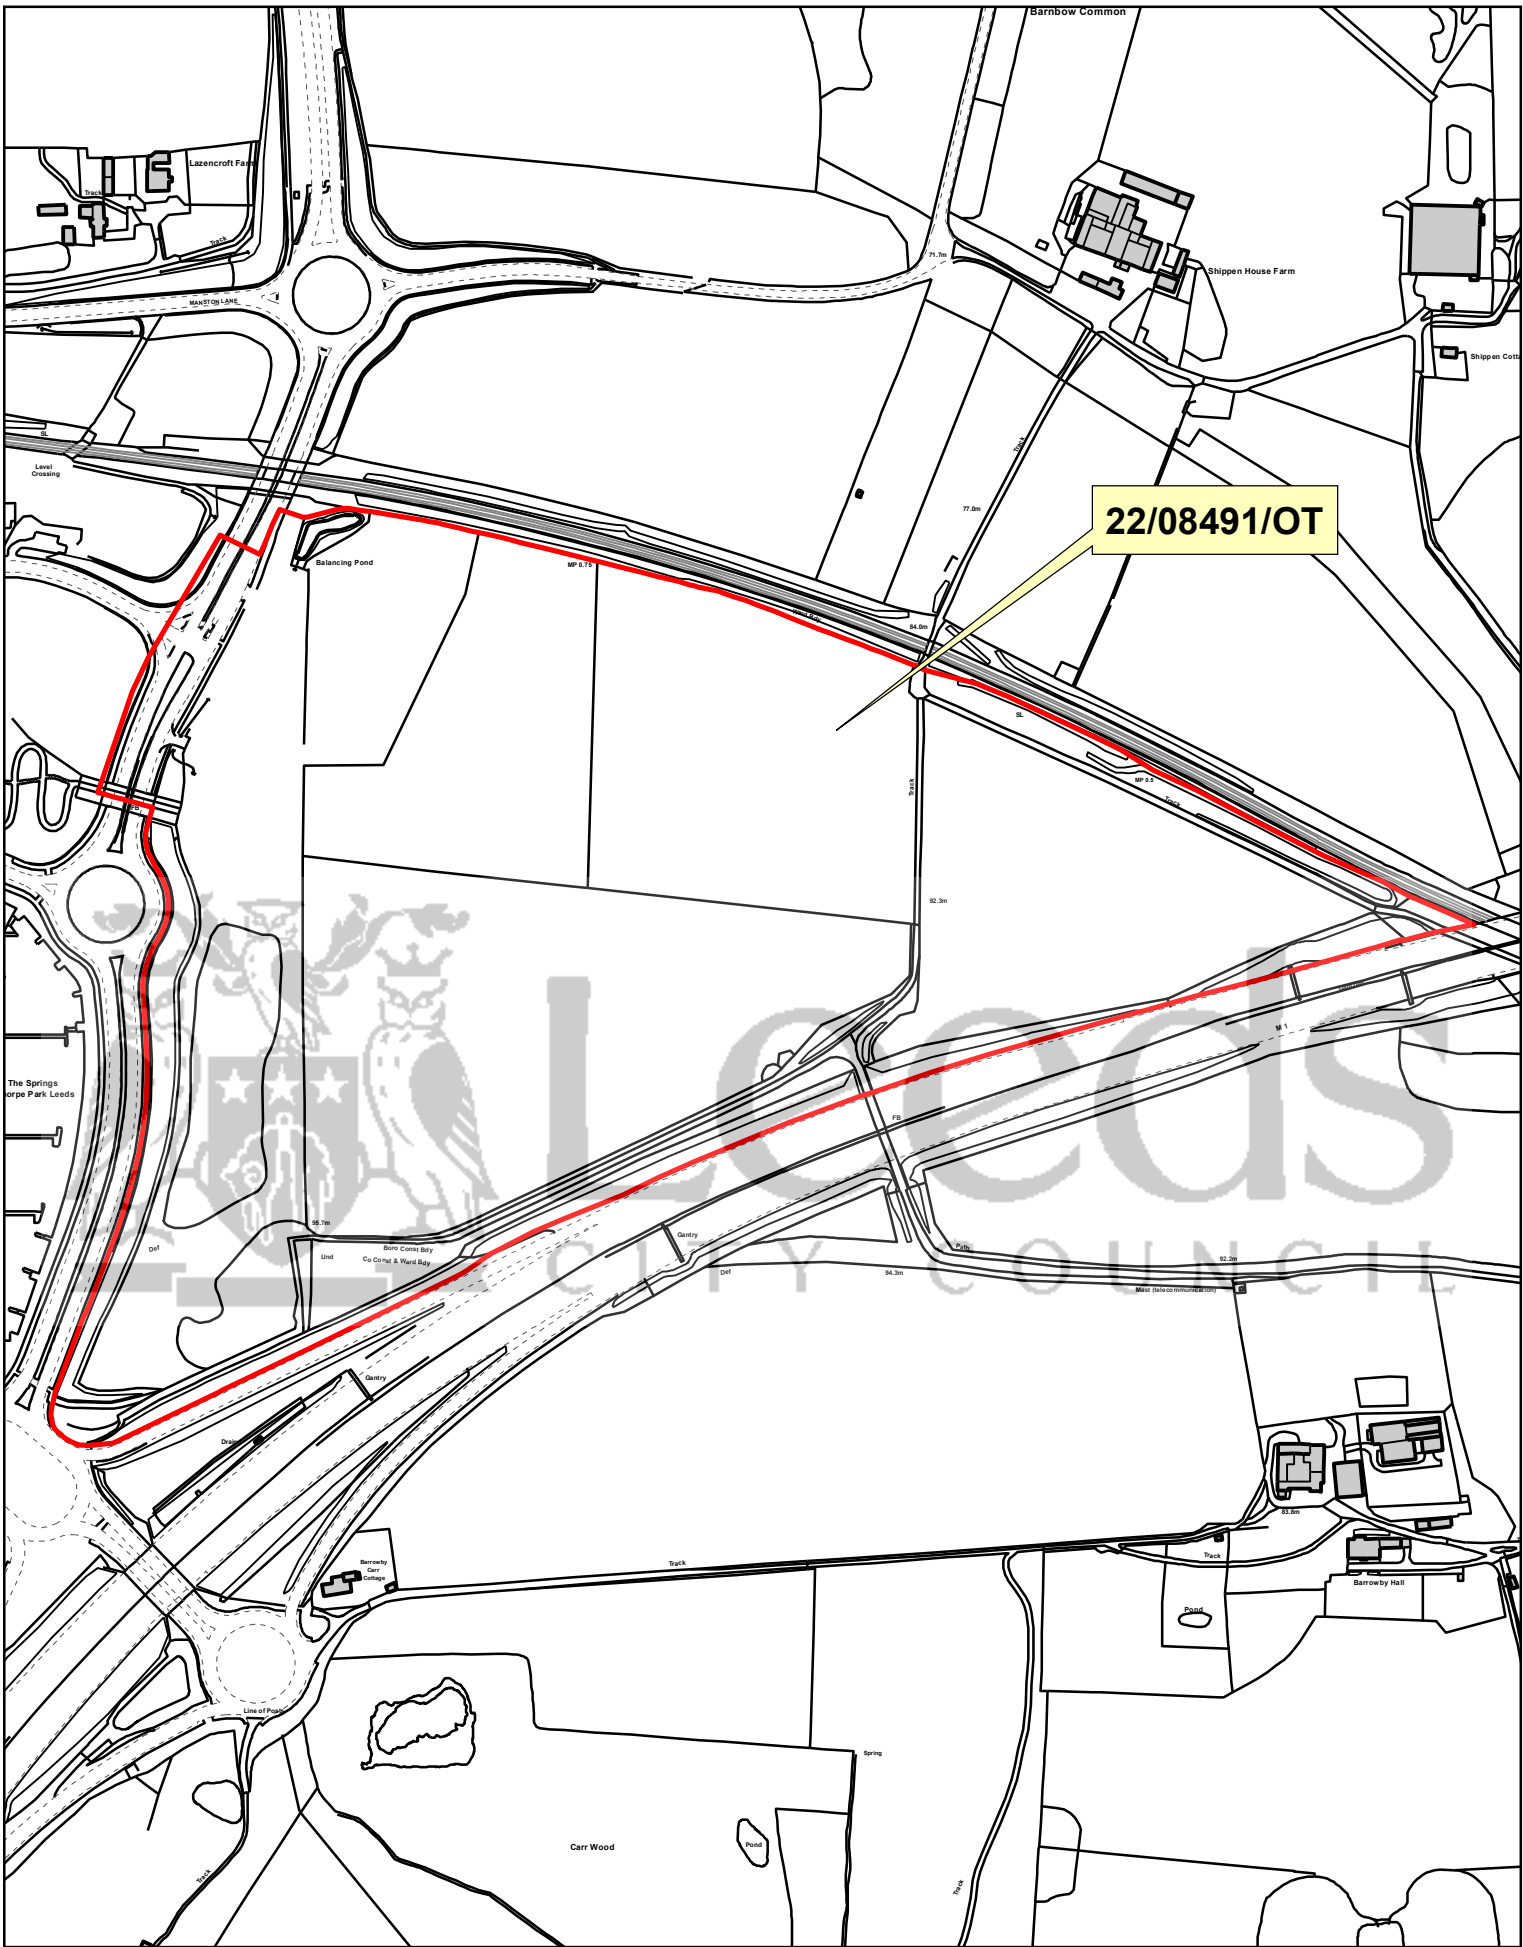 Barnbow Common
Lazencroft Farm
Track
Track
71.7m
Shippen House Farm
MANSTON LANE
Shippen Cotta
SL
Level
Crossing
Track
77.0m
22/08491/OT
Balancing Pond
MP 0.75
Ward Bdy
84.0m
SL
MP 0.5
Track
Track
FB
92.3m
Leeds
CITY COUNCIL
M 1
The Springs
orpe Park Leeds
FB
95.7m
Def
Und
Boro Const Bdy
Co Const & Ward Bdy
Gantry
Def
94.3m
Path
92.2m
Mast (telecommunication)
Gantry
Drain
83.8m
Barrowby
Carr
Cottage
Track
Track
Barrowby Hall
Pond
Line of Posts
Spring
Carr Wood
Pond
Track
Track